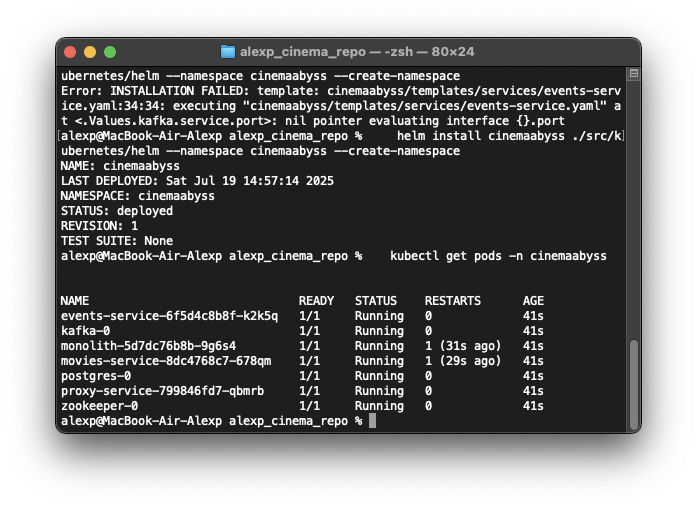 alexp_cinema_repo — -zsh — 80×24
ubernetes/helm --namespace cinemaabyss --create-namespace
Error: INSTALLATION FAILED: template: cinemaabyss/templates/services/events-serv
ice.yaml:34:34: executing "cinemaabyss/templates/services/events-service.yaml" a
t <.Values.kafka.service.port>: nil pointer evaluating interface {}.port
[alexp@MacBook-Air-Alexp alexp_cinema_repo %     helm install cinemaabyss ./src/k]
ubernetes/helm --namespace cinemaabyss --create-namespace
NAME: cinemaabyss
LAST DEPLOYED: Sat Jul 19 14:57:14 2025
NAMESPACE: cinemaabyss
STATUS: deployed
REVISION: 1
TEST SUITE: None
alexp@MacBook-Air-Alexp alexp_cinema_repo %    kubectl get pods -n cinemaabyss
NAME                              READY   STATUS    RESTARTS      AGE
events-service-6f5d4c8b8f-k2k5q   1/1     Running   0             41s
kafka-0                           1/1     Running   0             41s
monolith-5d7dc76b8b-9g6s4         1/1     Running   1 (31s ago)   41s
movies-service-8dc4768c7-678qm    1/1     Running   1 (29s ago)   41s
postgres-0                        1/1     Running   0             41s
proxy-service-799846fd7-qbmrb     1/1     Running   0             41s
zookeeper-0                       1/1     Running   0             41s
alexp@MacBook-Air-Alexp alexp_cinema_repo %